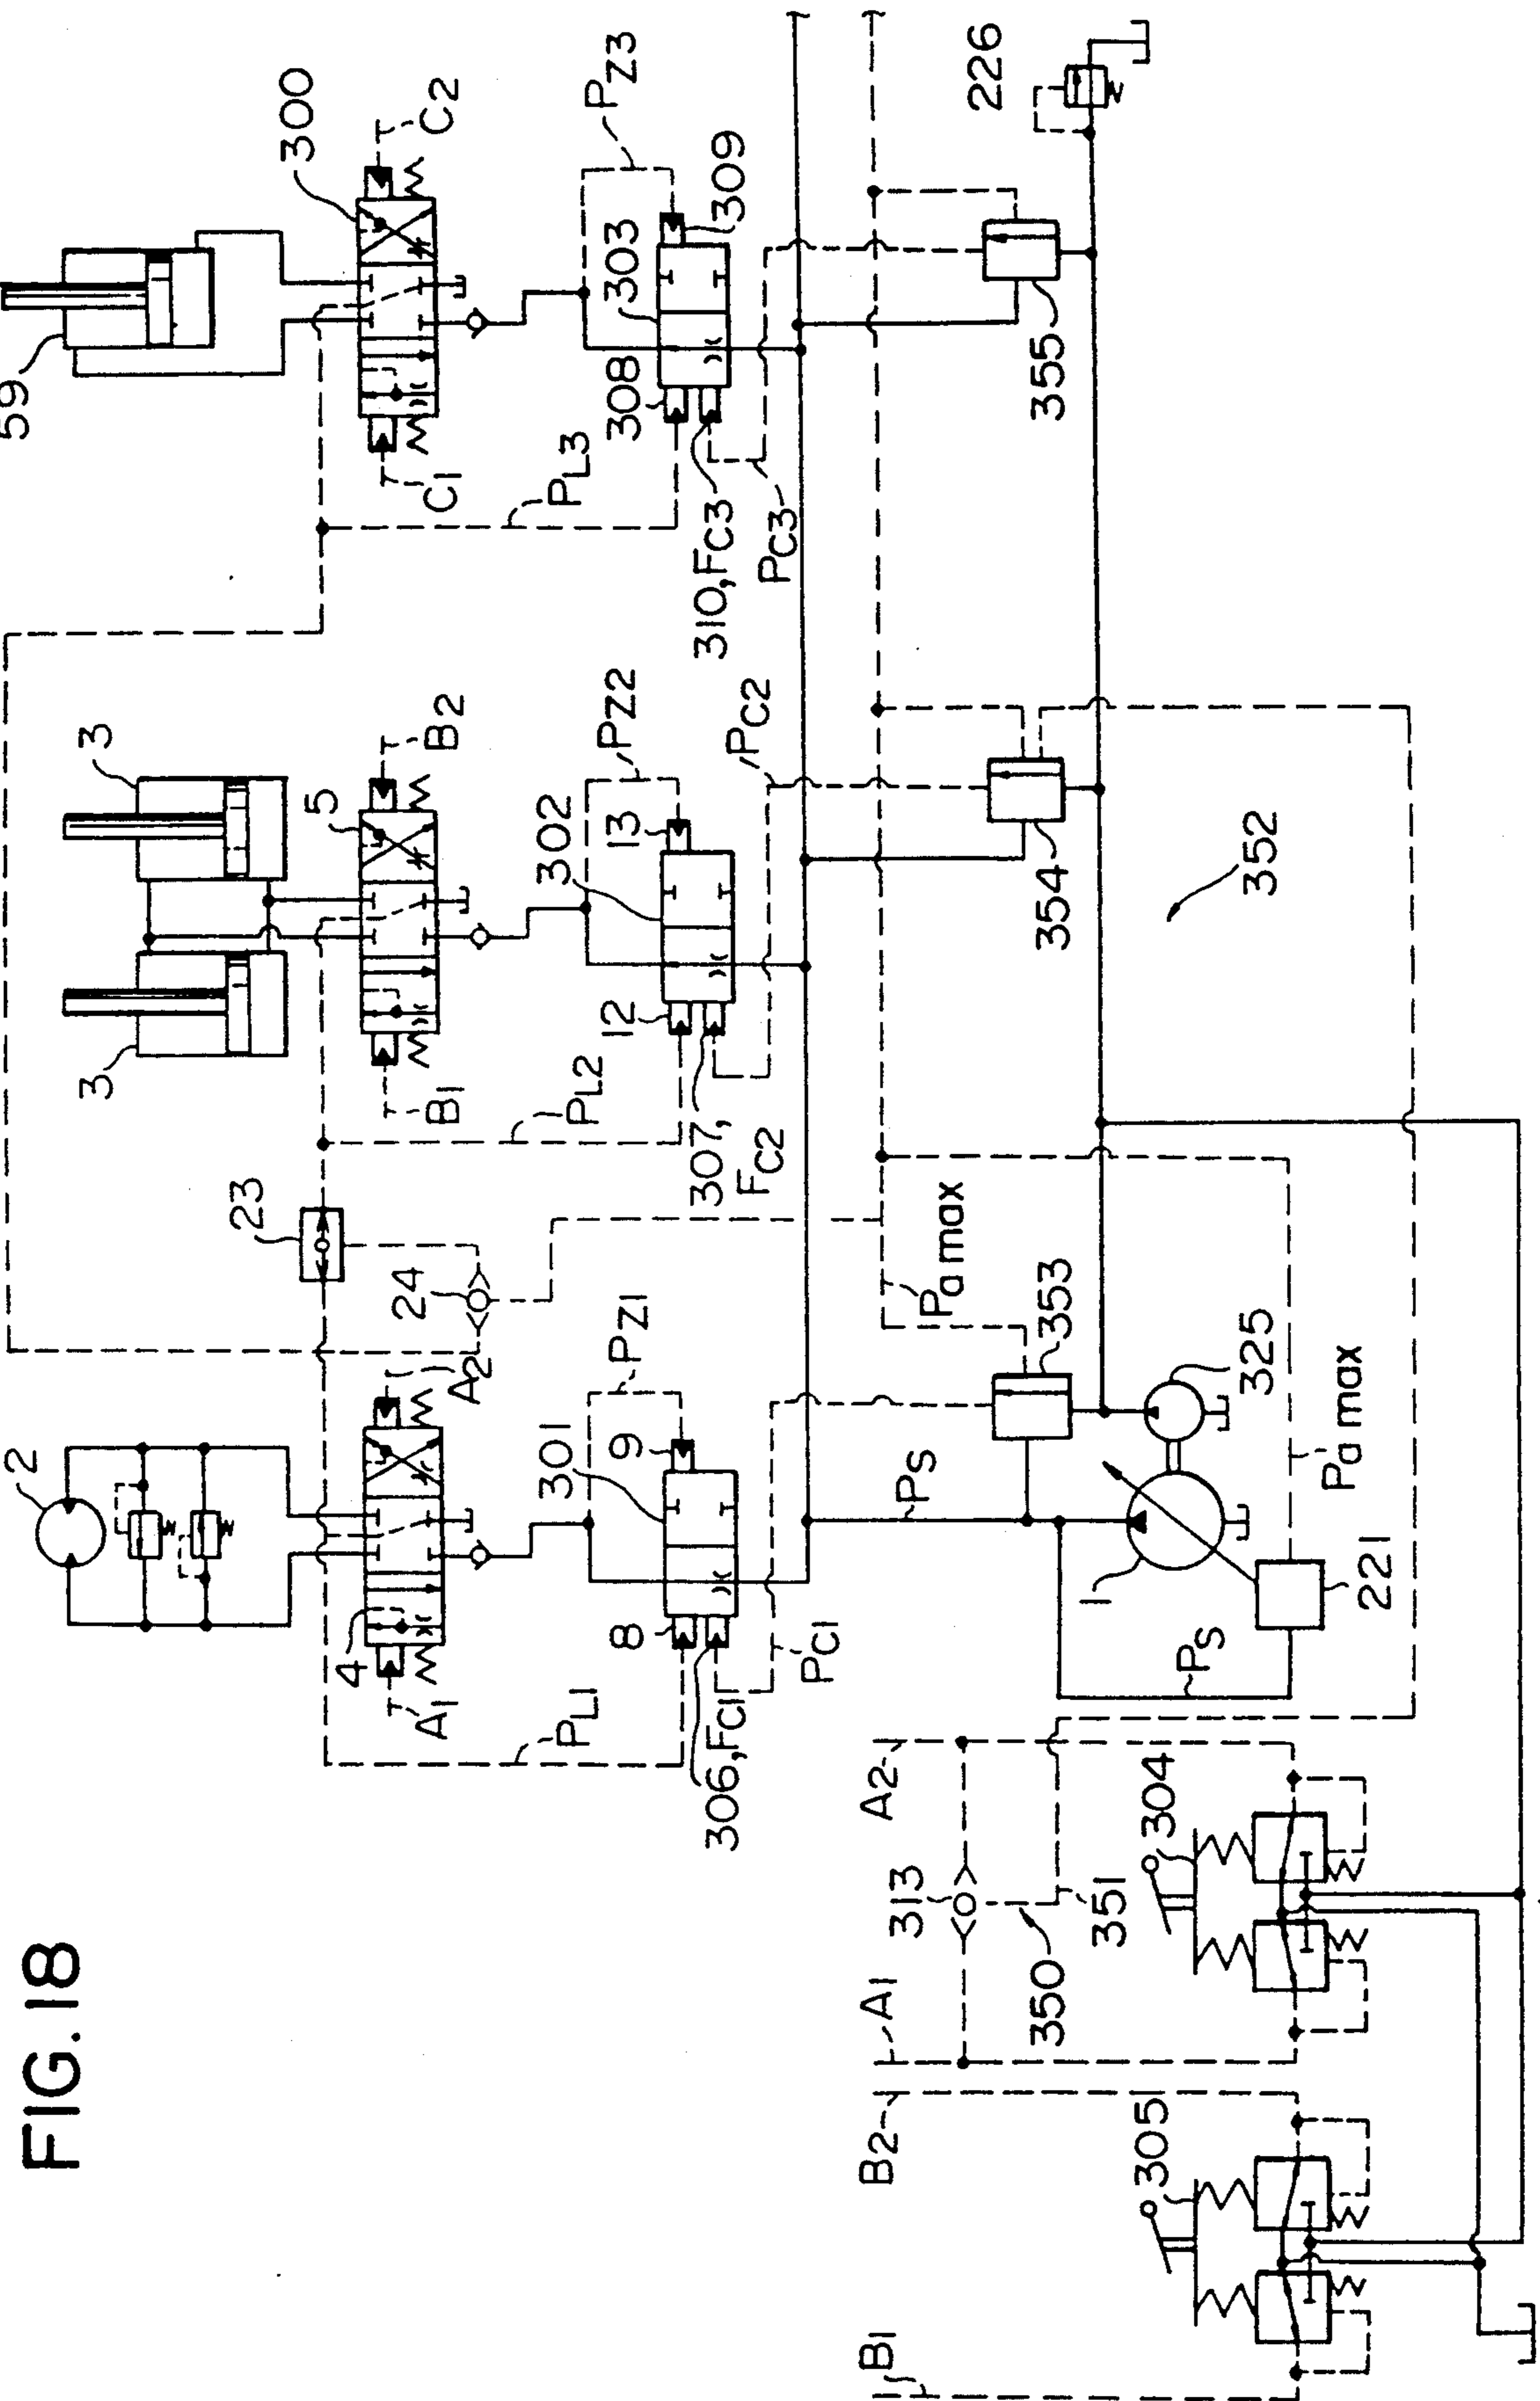 FIG. 18
59
300
C2
C1
PZ3
309
303
308
PL3
310, FC3
PC3
226
355
3
3
5
B2
B1
PZ2
13
302
12
PL2
307,
FC2
PC2
354
352
23
24
2
A2
A1
4
PZ1
9
301
8
PL1
306, FC1
PC1
Pa max
353
325
PS
1
221
PS
Pa max
A2
A1
313
350
351
304
B2
B1
305